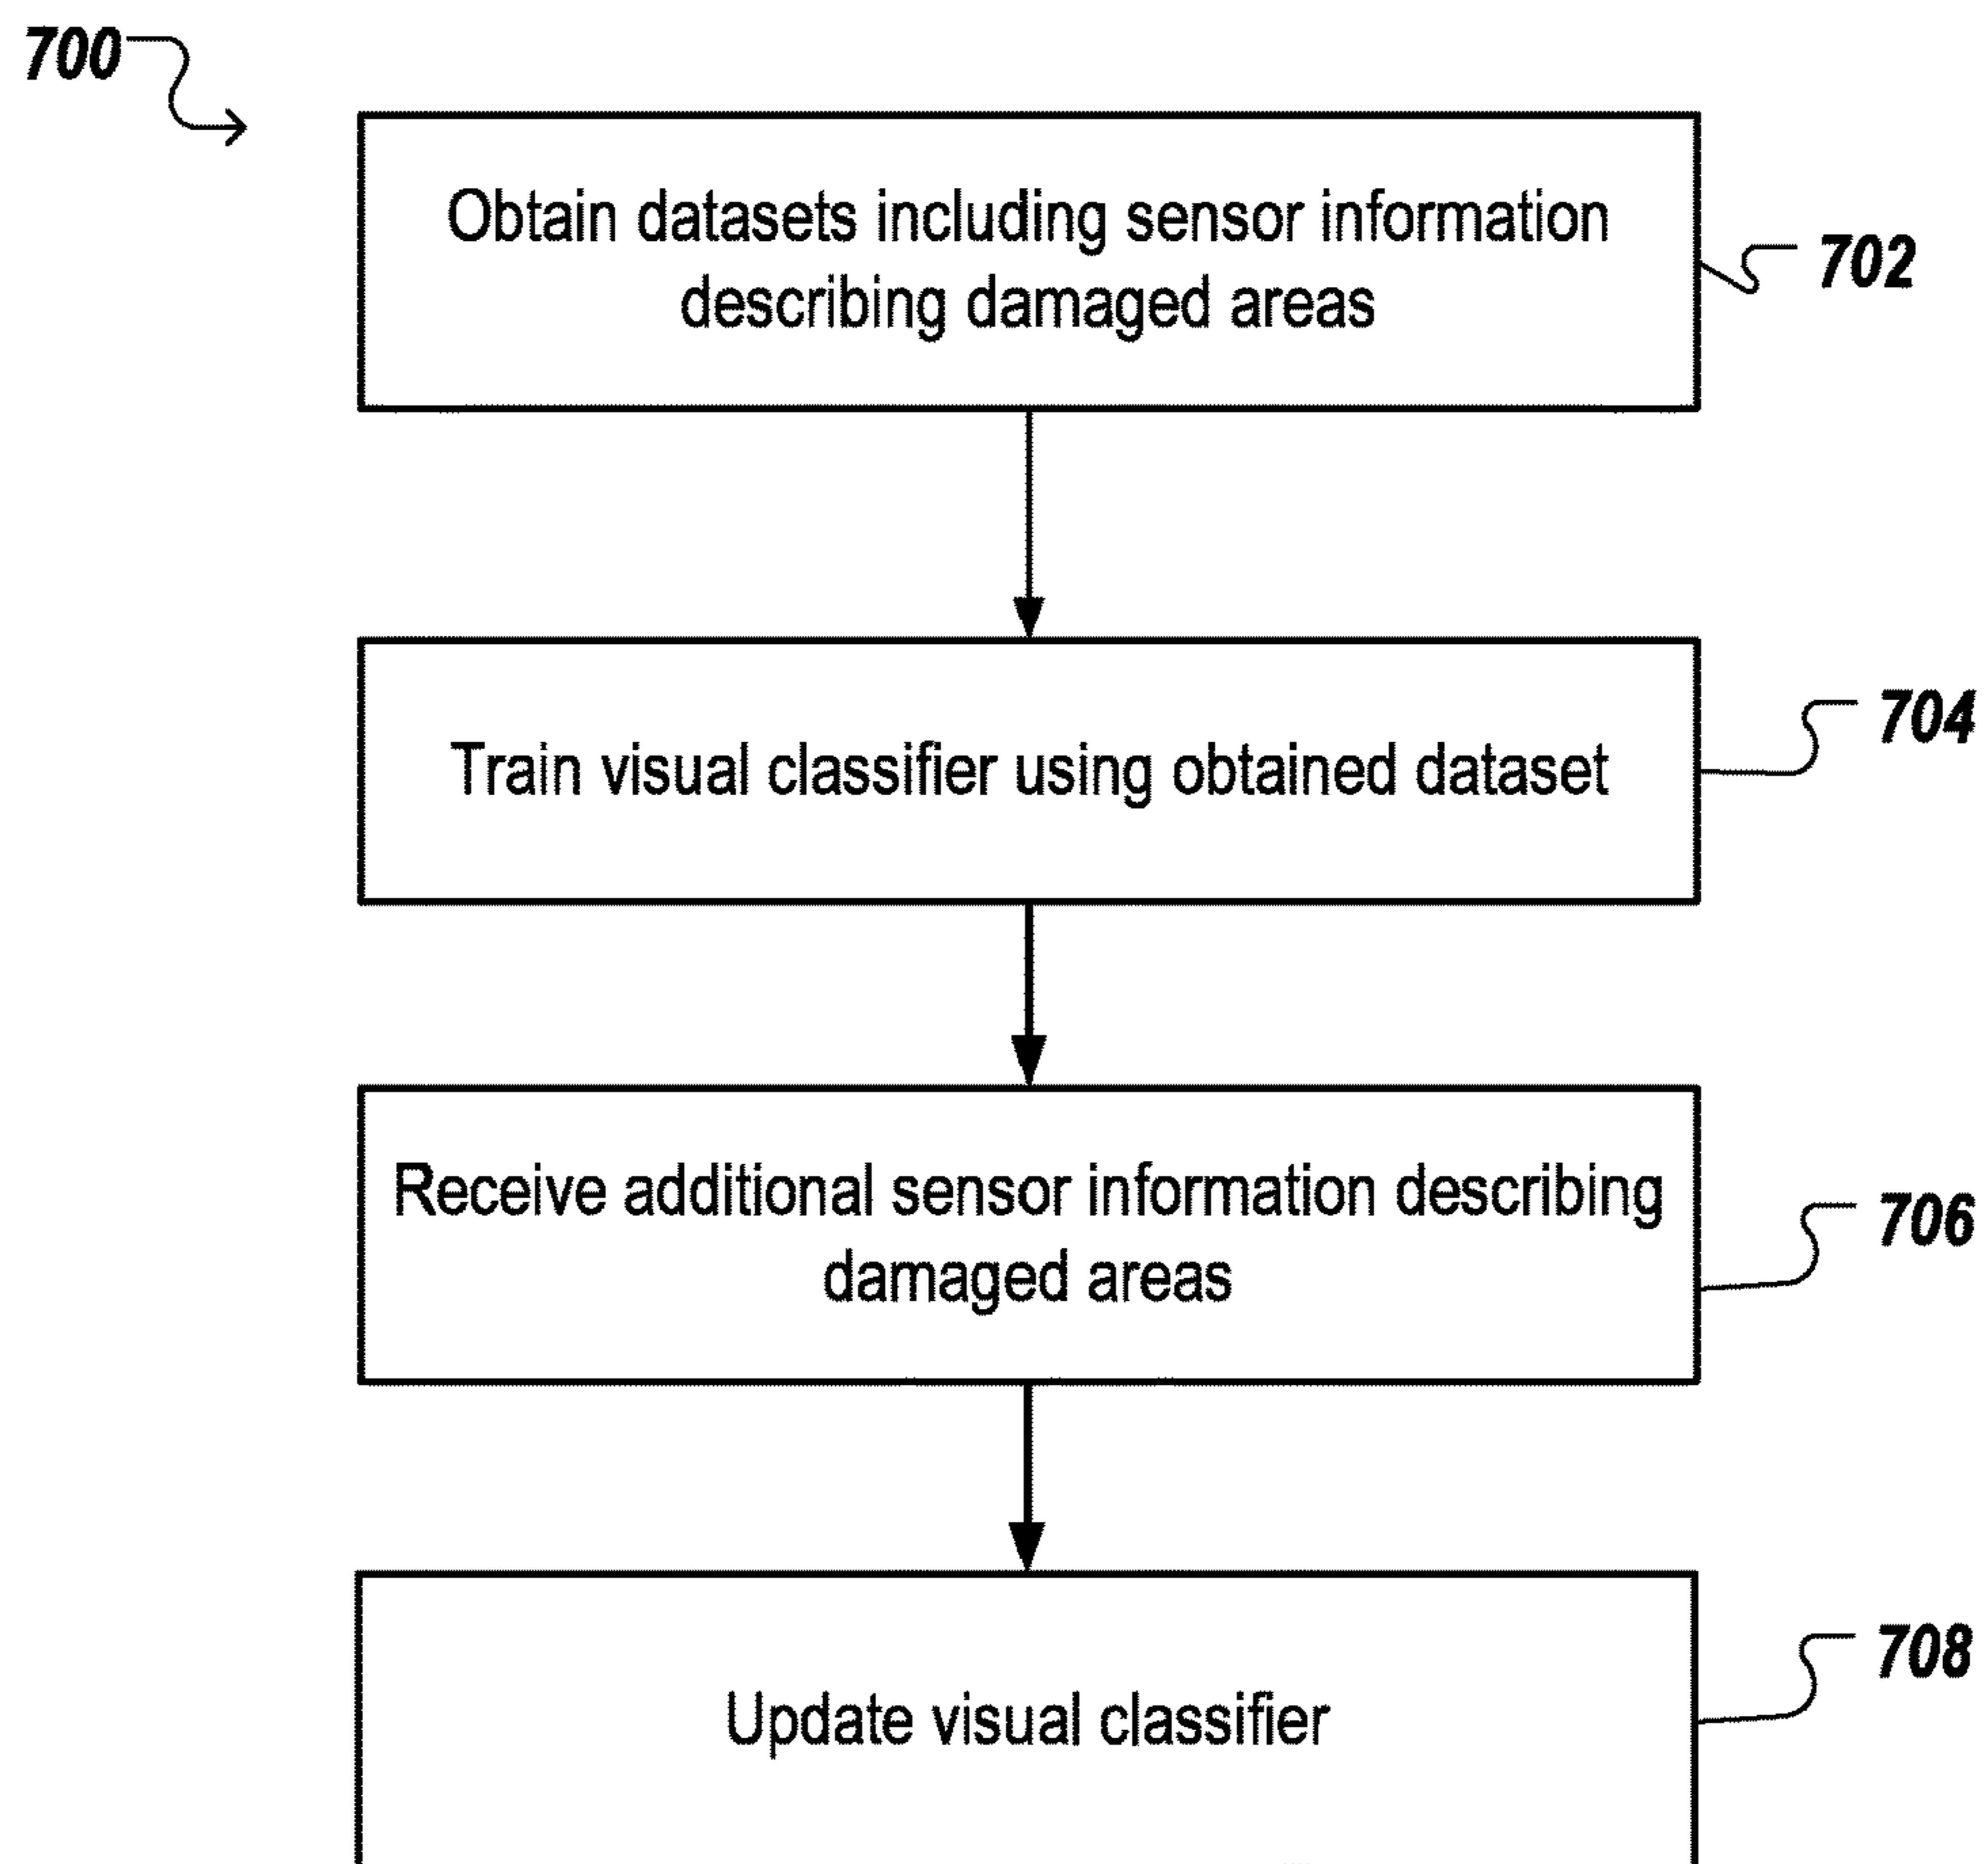 700
Obtain datasets including sensor information
describing damaged areas
702
Train visual classifier using obtained dataset
704
Receive additional sensor information describing
damaged areas
706
Update visual classifier
708